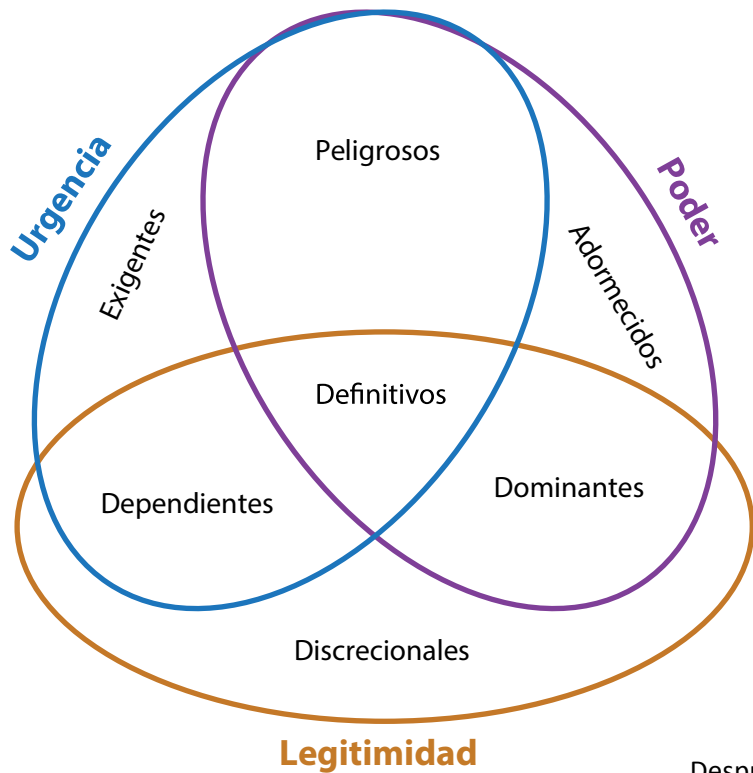 Peligrosos
Urgencia
Poder
Exigentes
Adormecidos
Definitivos
Dependientes
Dominantes
Discrecionales
Legitimidad